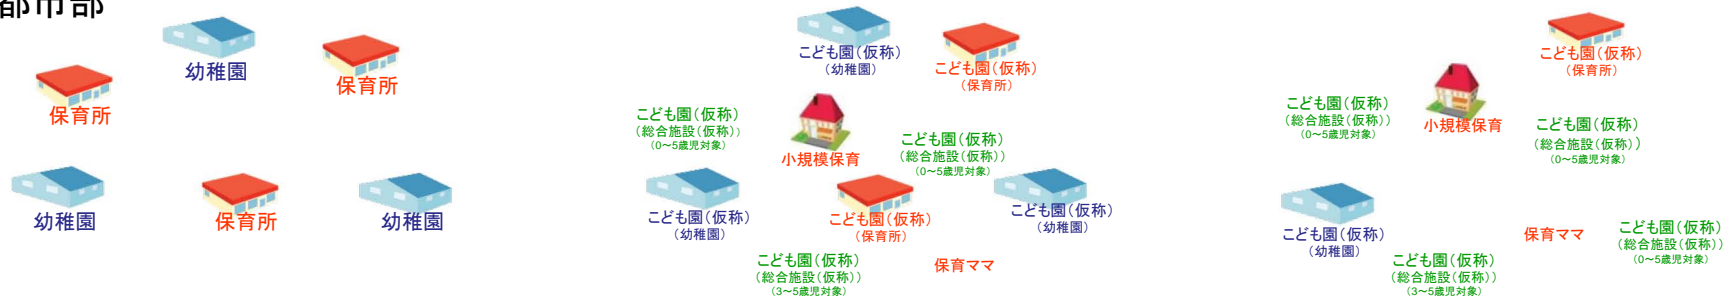 都市部
幼稚園
保育所
保育所
幼稚園
保育所
幼稚園
こども園(仮称)
(幼稚園)
こども園(仮称)
(保育所)
こども園(仮称)
(総合施設(仮称))
(0~5歳児対象)
小規模保育
こども園(仮称)
(総合施設(仮称))
(0~5歳児対象)
こども園(仮称)
(幼稚園)
こども園(仮称)
(保育所)
こども園(仮称)
(幼稚園)
こども園(仮称)
(総合施設(仮称))
(3~5歳児対象)
保育ママ
こども園(仮称)
(保育所)
こども園(仮称)
(総合施設(仮称))
(0~5歳児対象)
小規模保育
こども園(仮称)
(総合施設(仮称))
(0~5歳児対象)
こども園(仮称)
(幼稚園)
保育ママ
こども園(仮称)
(総合施設(仮称))
(0~5歳児対象)
こども園(仮称)
(総合施設(仮称))
(3~5歳児対象)